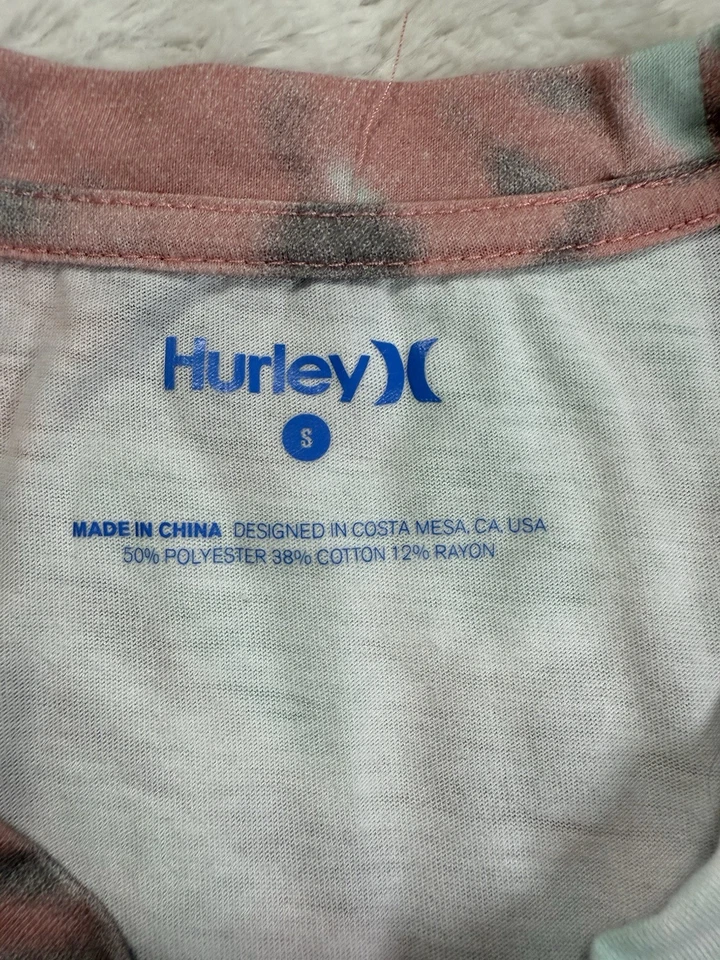 Hurley
S
MADE IN CHINA DESIGNED IN COSTA MESA, CA, USA
50% POLYESTER 38% COTTON 12% RAYON